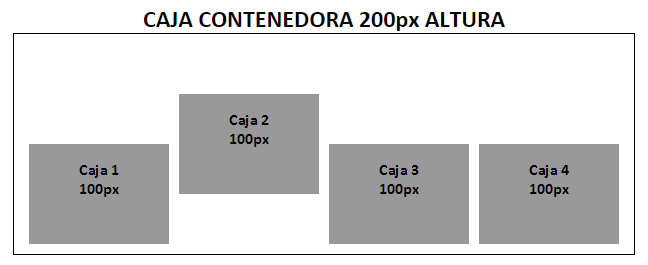 CAJA CONTENEDORA 200px ALTURA
Caja 1
100px
Caja 2
100px
Caja 3
100px
Caja 4
100px